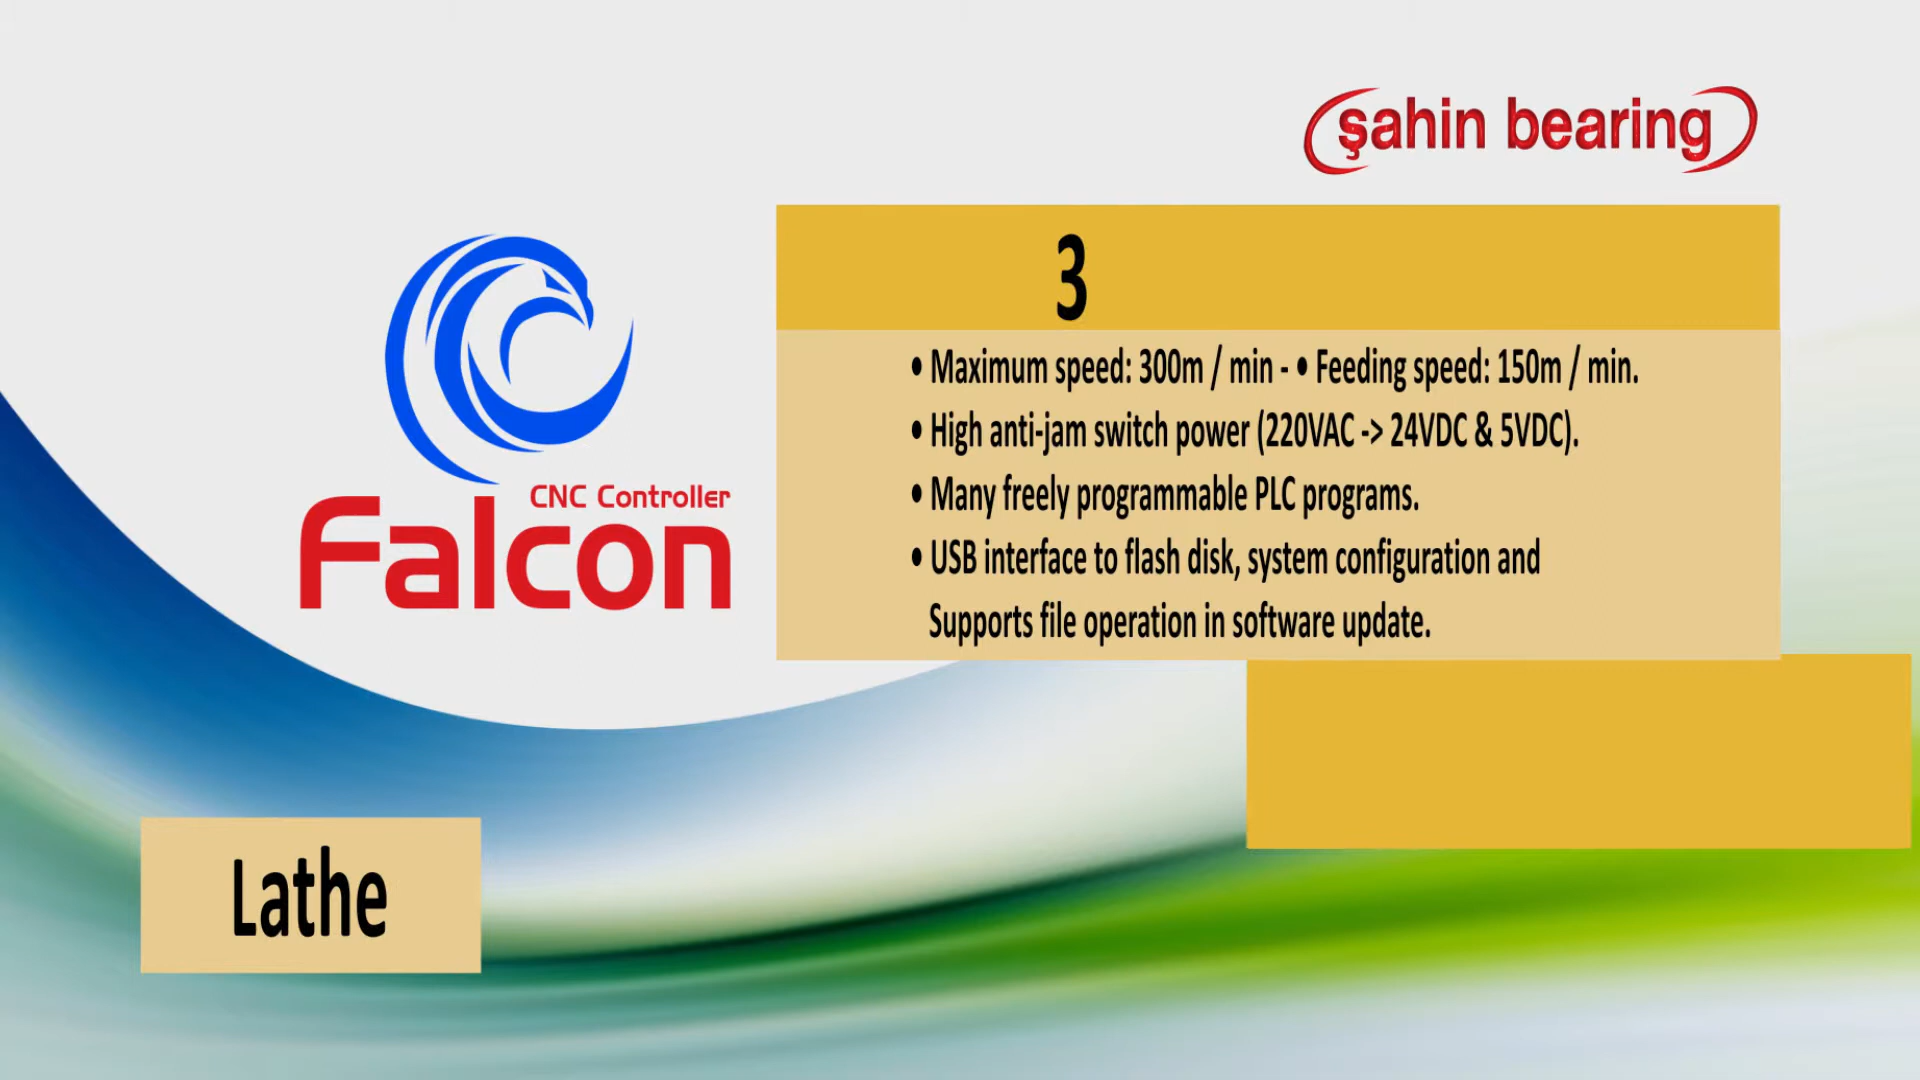 şahin bearing
3
• Maximum speed: 300m / min - • Feeding speed: 150m / min.
• High anti-jam switch power (220VAC -> 24VDC & 5VDC).
• Many freely programmable PLC programs.
• USB interface to flash disk, system configuration and
Supports file operation in software update.
CNC Controller
Falcon
Lathe